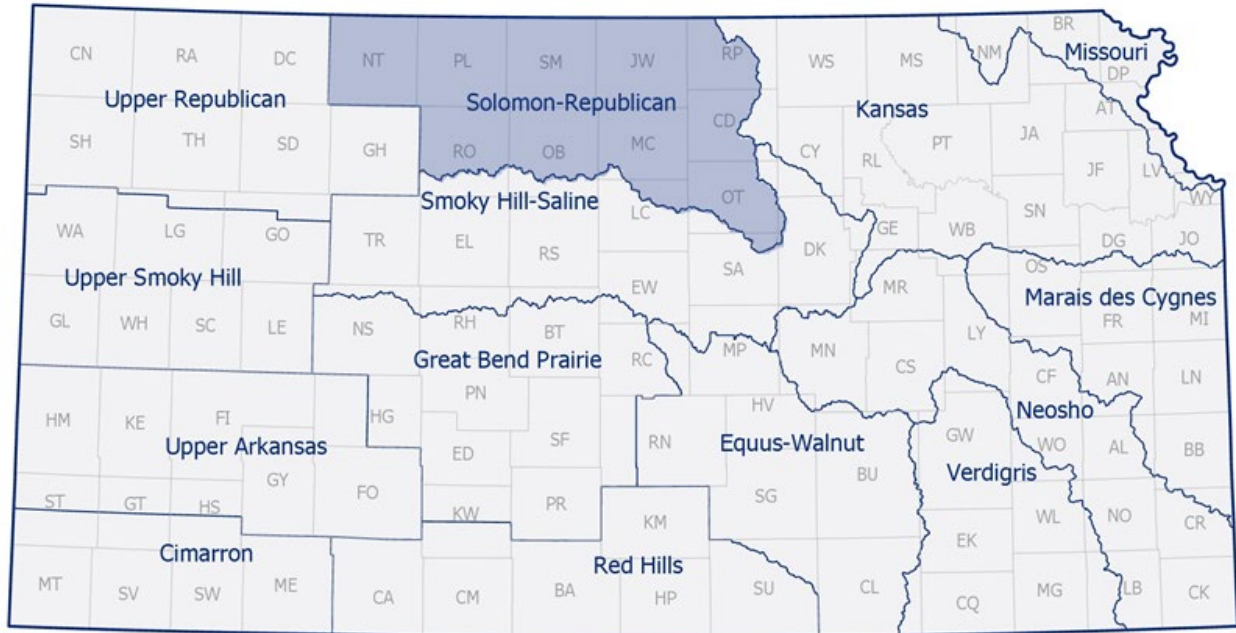 BR
CN RA DC NT PL SM JW RP WS MS NM Missouri
DP
Upper Republican Solomon-Republican Kansas AT
SH TH SD GH RO OB MC CD CY RL PT JA JF LV
Smoky Hill-Saline LC OT GE WB SN WY
WA LG GO TR EL RS DK DG JO
Upper Smoky Hill SA OS
EW MR Marais des Cygnes
GL WH SC LE NS RH BT LY FR MI
Great Bend Prairie RC MP MN CS CF AN LN
PN
HM KE FI HG HV Neosho
Upper Arkansas ED SF RN Equus-Walnut GW WO AL BB
GY FO BU Verdigris
ST GT HS KW PR SG WL NO CR
KM
Cimarron Red Hills EK
MT SV SW ME CA CM BA HP SU CL CQ MG LB CK